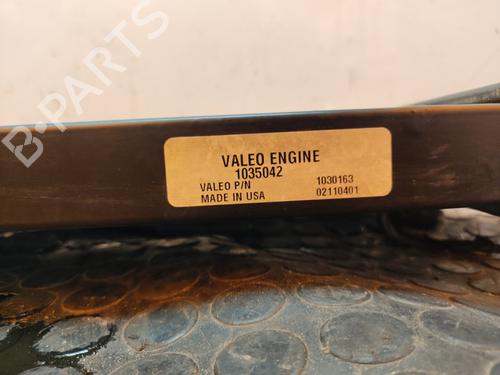 B-PARTS
VALEO ENGINE
1035042
VALEO P/N 1030163
MADE IN USA 02110401